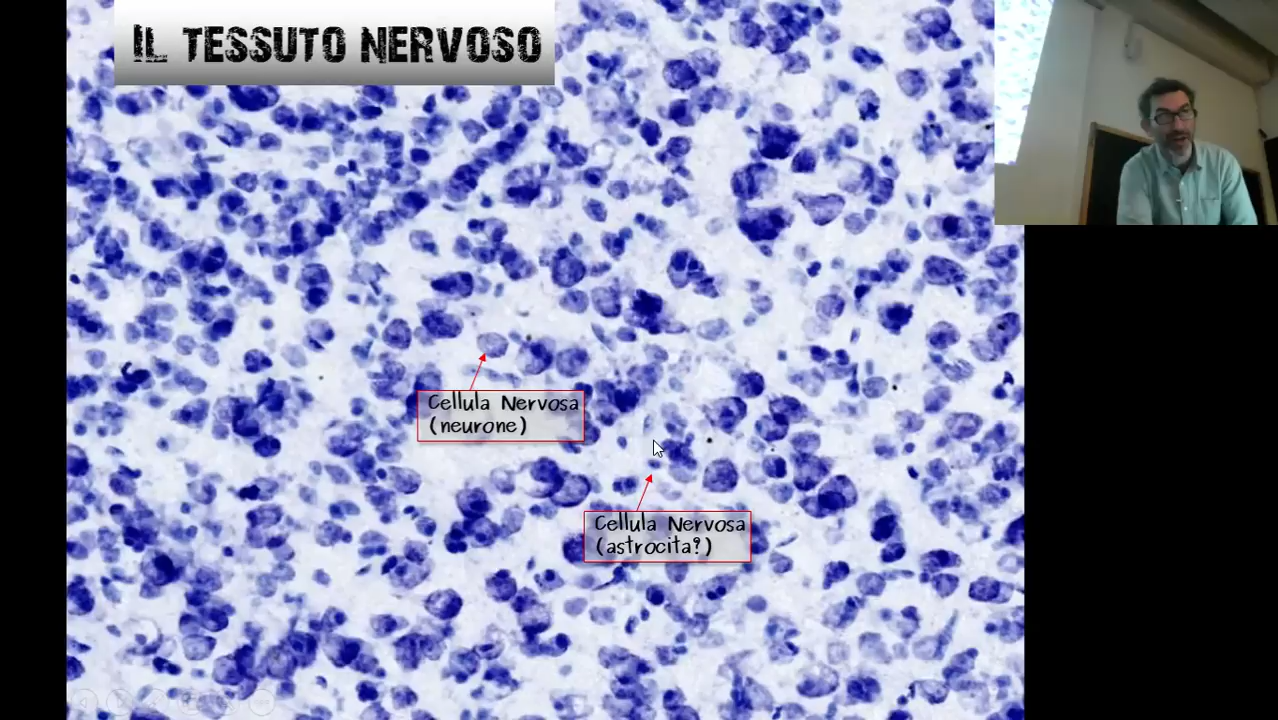 IL TESSUTO NERVOSO
Cellula Nervosa
(neurone)
Cellula Nervosa
(astrocita?)